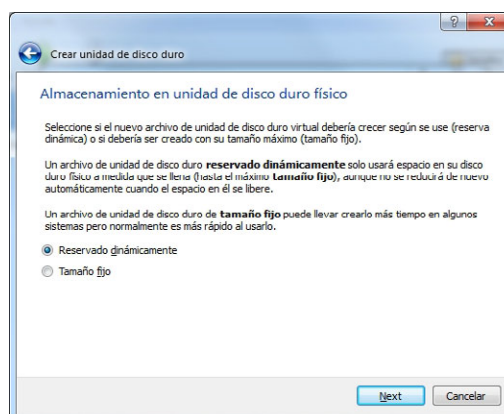 Crear unidad de disco duro
Almacenamiento en unidad de disco duro físico
Seleccione si el nuevo archivo de unidad de disco duro virtual debería crecer según se use (reserva
dinámica) o si debería ser creado con su tamaño máximo (tamaño fijo).
Un archivo de unidad de disco duro reservado dinámicamente solo usará espacio en su disco
duro físico a medida que se llena (hasta el máximo tamaño fijo), aunque no se reducirá de nuevo
automáticamente cuando el espacio en él se libere.
Un archivo de unidad de disco duro de tamaño fijo puede llevar crearlo más tiempo en algunos
sistemas pero normalmente es más rápido al usarlo.
Reservado dinámicamente
Tamaño fijo
Next Cancelar